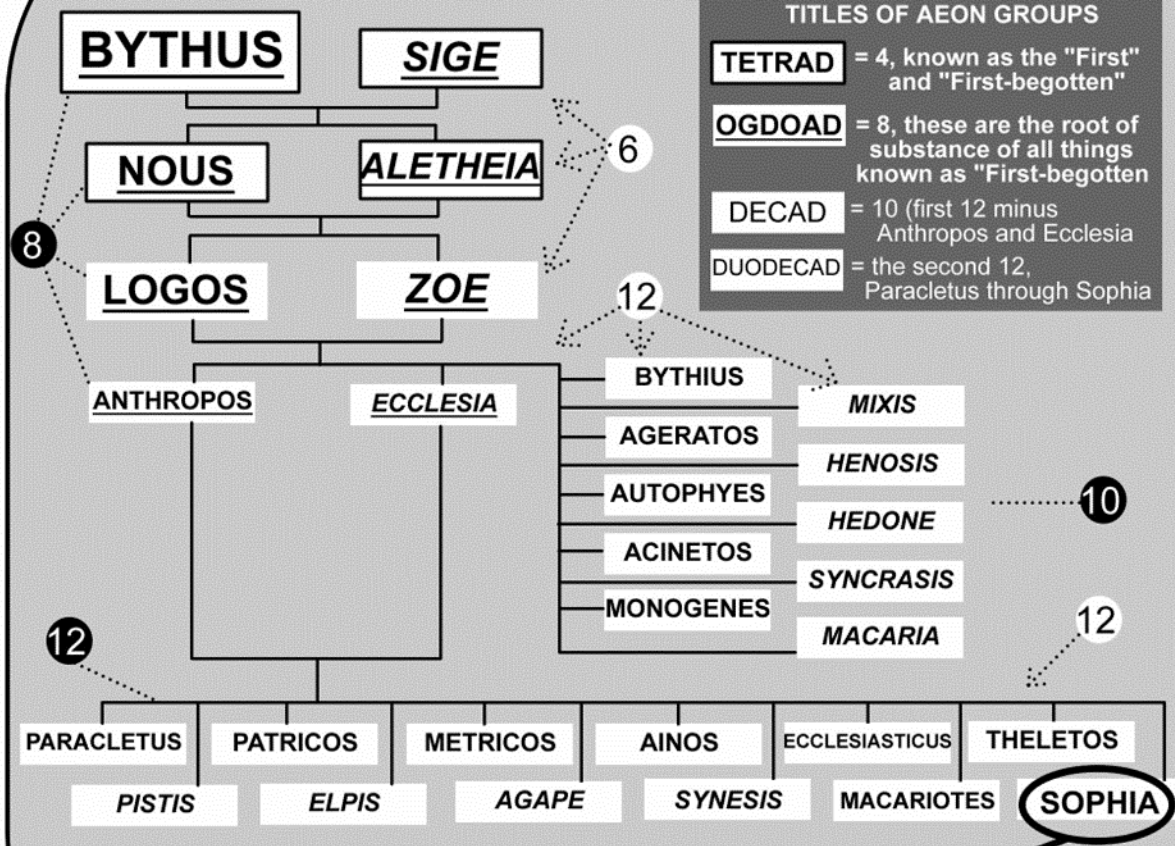 BYTHUS
SIGE
NOUS
ALETHEIA
LOGOS
ZOE
ANTHROPOS
ECCLESIA
8
6
12
TITLES OF AEON GROUPS
TETRAD = 4, known as the "First"
and "First-begotten"
OGDOAD = 8, these are the root of
substance of all things
known as "First-begotten
DECAD = 10 (first 12 minus
Anthropos and Ecclesia
DUODECAD = the second 12,
Paracletus through Sophia
BYTHIUS
MIXIS
AGERATOS
HENOSIS
AUTOPHYES
HEDONE
ACINETOS
SYNCRASIS
MONOGENES
MACARIA
10
12
12
PARACLETUS
PATRICOS
METRICOS
AINOS
ECCLESIASTICUS
THELETOS
PISTIS
ELPIS
AGAPE
SYNESIS
MACARIOTES
SOPHIA